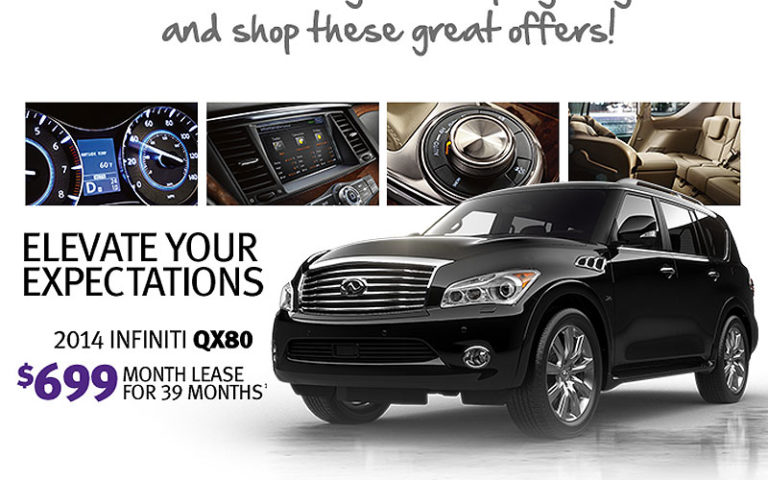 and shop these great offers!
ELEVATE YOUR
EXPECTATIONS
2014 INFINITI QX80
$699 MONTH LEASE
FOR 39 MONTHS‡